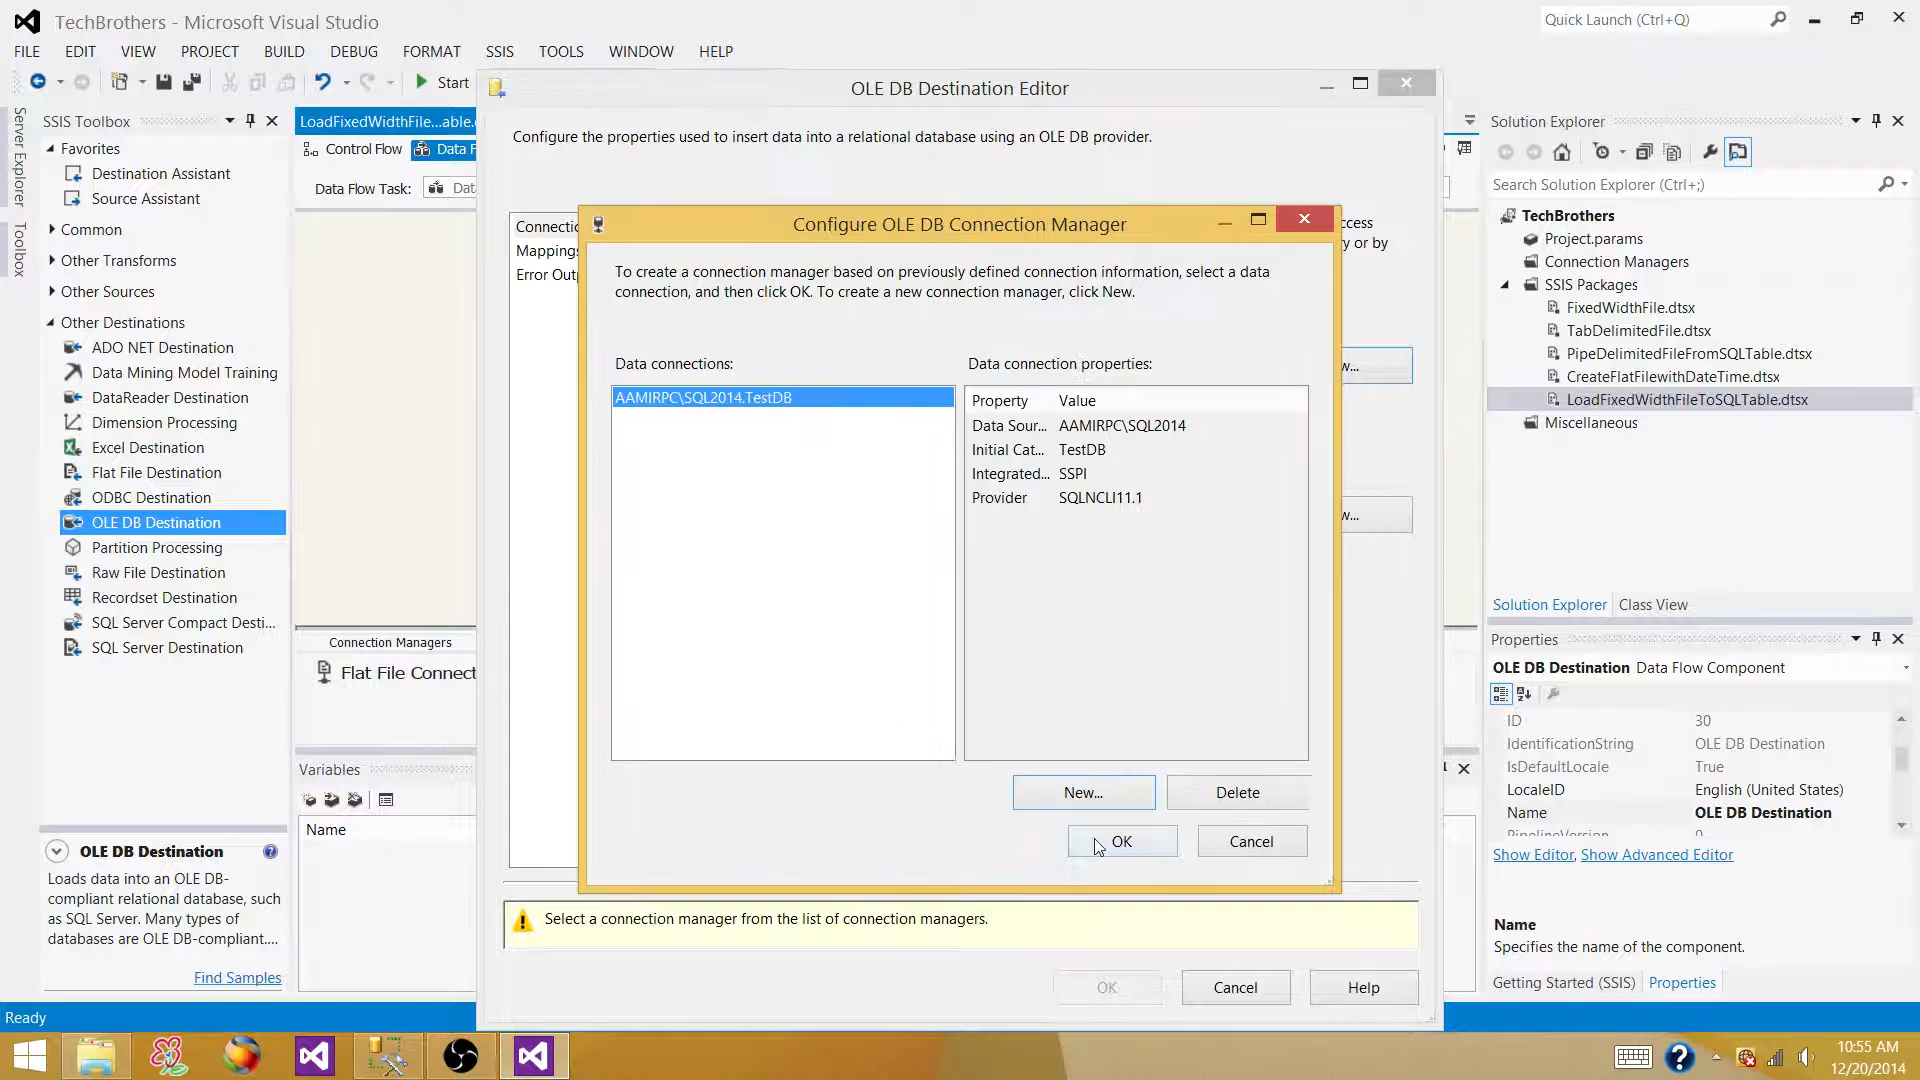 TechBrothers - Microsoft Visual Studio
Quick Launch (Ctrl+Q)
FILE EDIT VIEW PROJECT BUILD DEBUG FORMAT SSIS TOOLS WINDOW HELP
Start
Server Explorer
Toolbox
SSIS Toolbox
Favorites
Destination Assistant
Source Assistant
Common
Other Transforms
Other Sources
Other Destinations
ADO NET Destination
Data Mining Model Training
DataReader Destination
Dimension Processing
Excel Destination
Flat File Destination
ODBC Destination
OLE DB Destination
Partition Processing
Raw File Destination
Recordset Destination
SQL Server Compact Desti...
SQL Server Destination
OLE DB Destination
Loads data into an OLE DB-
compliant relational database, such
as SQL Server. Many types of
databases are OLE DB-compliant....
Find Samples
LoadFixedWidthFile...able.
Control Flow
Data F
Data Flow Task:
Dat
Connection Managers
Flat File Connect
Variables
Name
OLE DB Destination Editor
Configure the properties used to insert data into a relational database using an OLE DB provider.
Connectio
Mappings
Error Outp
ccess
y or by
w...
w...
Configure OLE DB Connection Manager
To create a connection manager based on previously defined connection information, select a data
connection, and then click OK. To create a new connection manager, click New.
Data connections:
AAMIRPC\SQL2014.TestDB
Data connection properties:
Property Value
Data Sour... AAMIRPC\SQL2014
Initial Cat... TestDB
Integrated... SSPI
Provider SQLNCLI11.1
New...
Delete
OK
Cancel
Select a connection manager from the list of connection managers.
OK
Cancel
Help
Solution Explorer
Search Solution Explorer (Ctrl+;)
TechBrothers
Project.params
Connection Managers
SSIS Packages
FixedWidthFile.dtsx
TabDelimitedFile.dtsx
PipeDelimitedFileFromSQLTable.dtsx
CreateFlatFilewithDateTime.dtsx
LoadFixedWidthFileToSQLTable.dtsx
Miscellaneous
Solution Explorer
Class View
Properties
OLE DB Destination Data Flow Component
ID 30
IdentificationString OLE DB Destination
IsDefaultLocale True
LocaleID English (United States)
Name OLE DB Destination
PipelineVersion 0
Show Editor, Show Advanced Editor
Name
Specifies the name of the component.
Getting Started (SSIS)
Properties
Ready
10:55 AM
12/20/2014